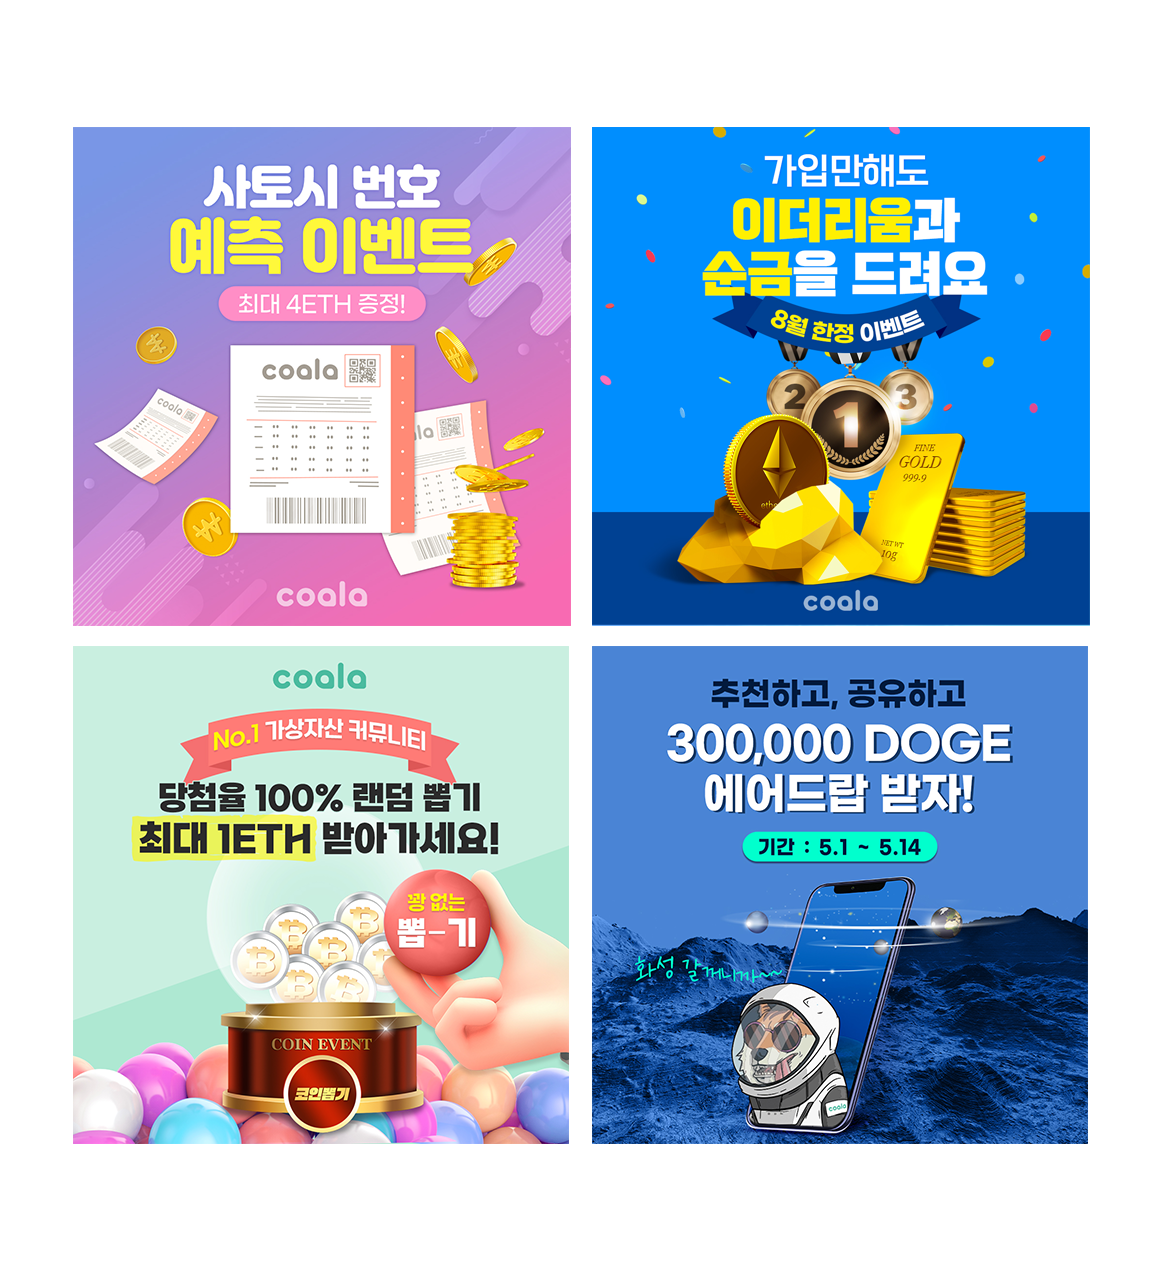 사토시 번호
예측 이벤트
최대 4ETH 증정!
coala
coala
coala
가입만해도
이더리움과
순금을 드려요
8월 한정 이벤트
2
1
3
FINE
GOLD
999.9
NET WT
10g
coala
coala
No.1 가상자산 커뮤니티
당첨율 100% 랜덤 뽑기
최대 1ETH 받아가세요!
꽝 없는
뽑-기
COIN EVENT
코인뽑기
추천하고, 공유하고
300,000 DOGE
에어드랍 받자!
기간 : 5.1 ~ 5.14
화성 갈꺼니까~~
coala